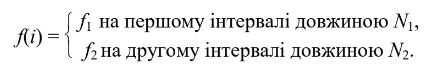 f(i) = { f₁ на першому інтервалі довжиною N₁,
f₂ на другому інтервалі довжиною N₂.